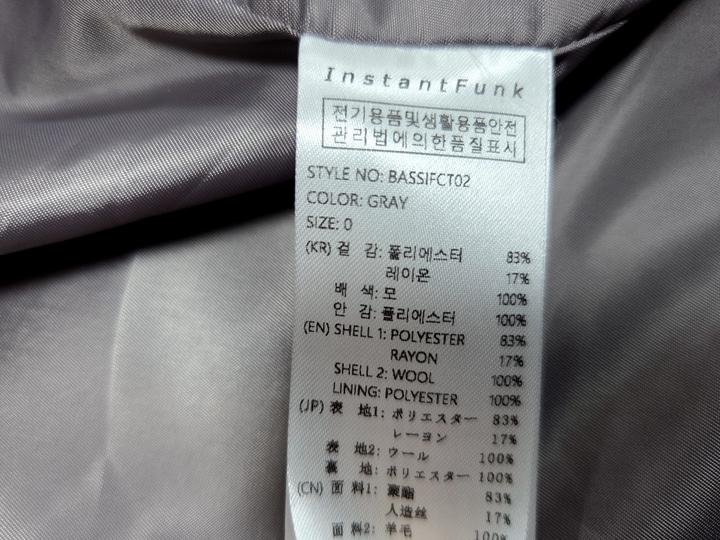 InstantFunk
전기용품및생활용품안전
관리법에의한품질표시
STYLE NO: BASSIFCT02
COLOR: GRAY
SIZE: 0
(KR) 겉 감: 폴리에스터 83%
레이온 17%
배 색: 모 100%
안 감: 폴리에스터 100%
(EN) SHELL 1: POLYESTER 83%
RAYON 17%
SHELL 2: WOOL 100%
LINING: POLYESTER 100%
(JP) 表 地1: ポリエスター 83%
レーヨン 17%
表 地2: ウール 100%
裏 地: ポリエスター 100%
(CN) 面 料1: 聚酯 83%
人造丝 17%
面 料2: 羊毛 100%